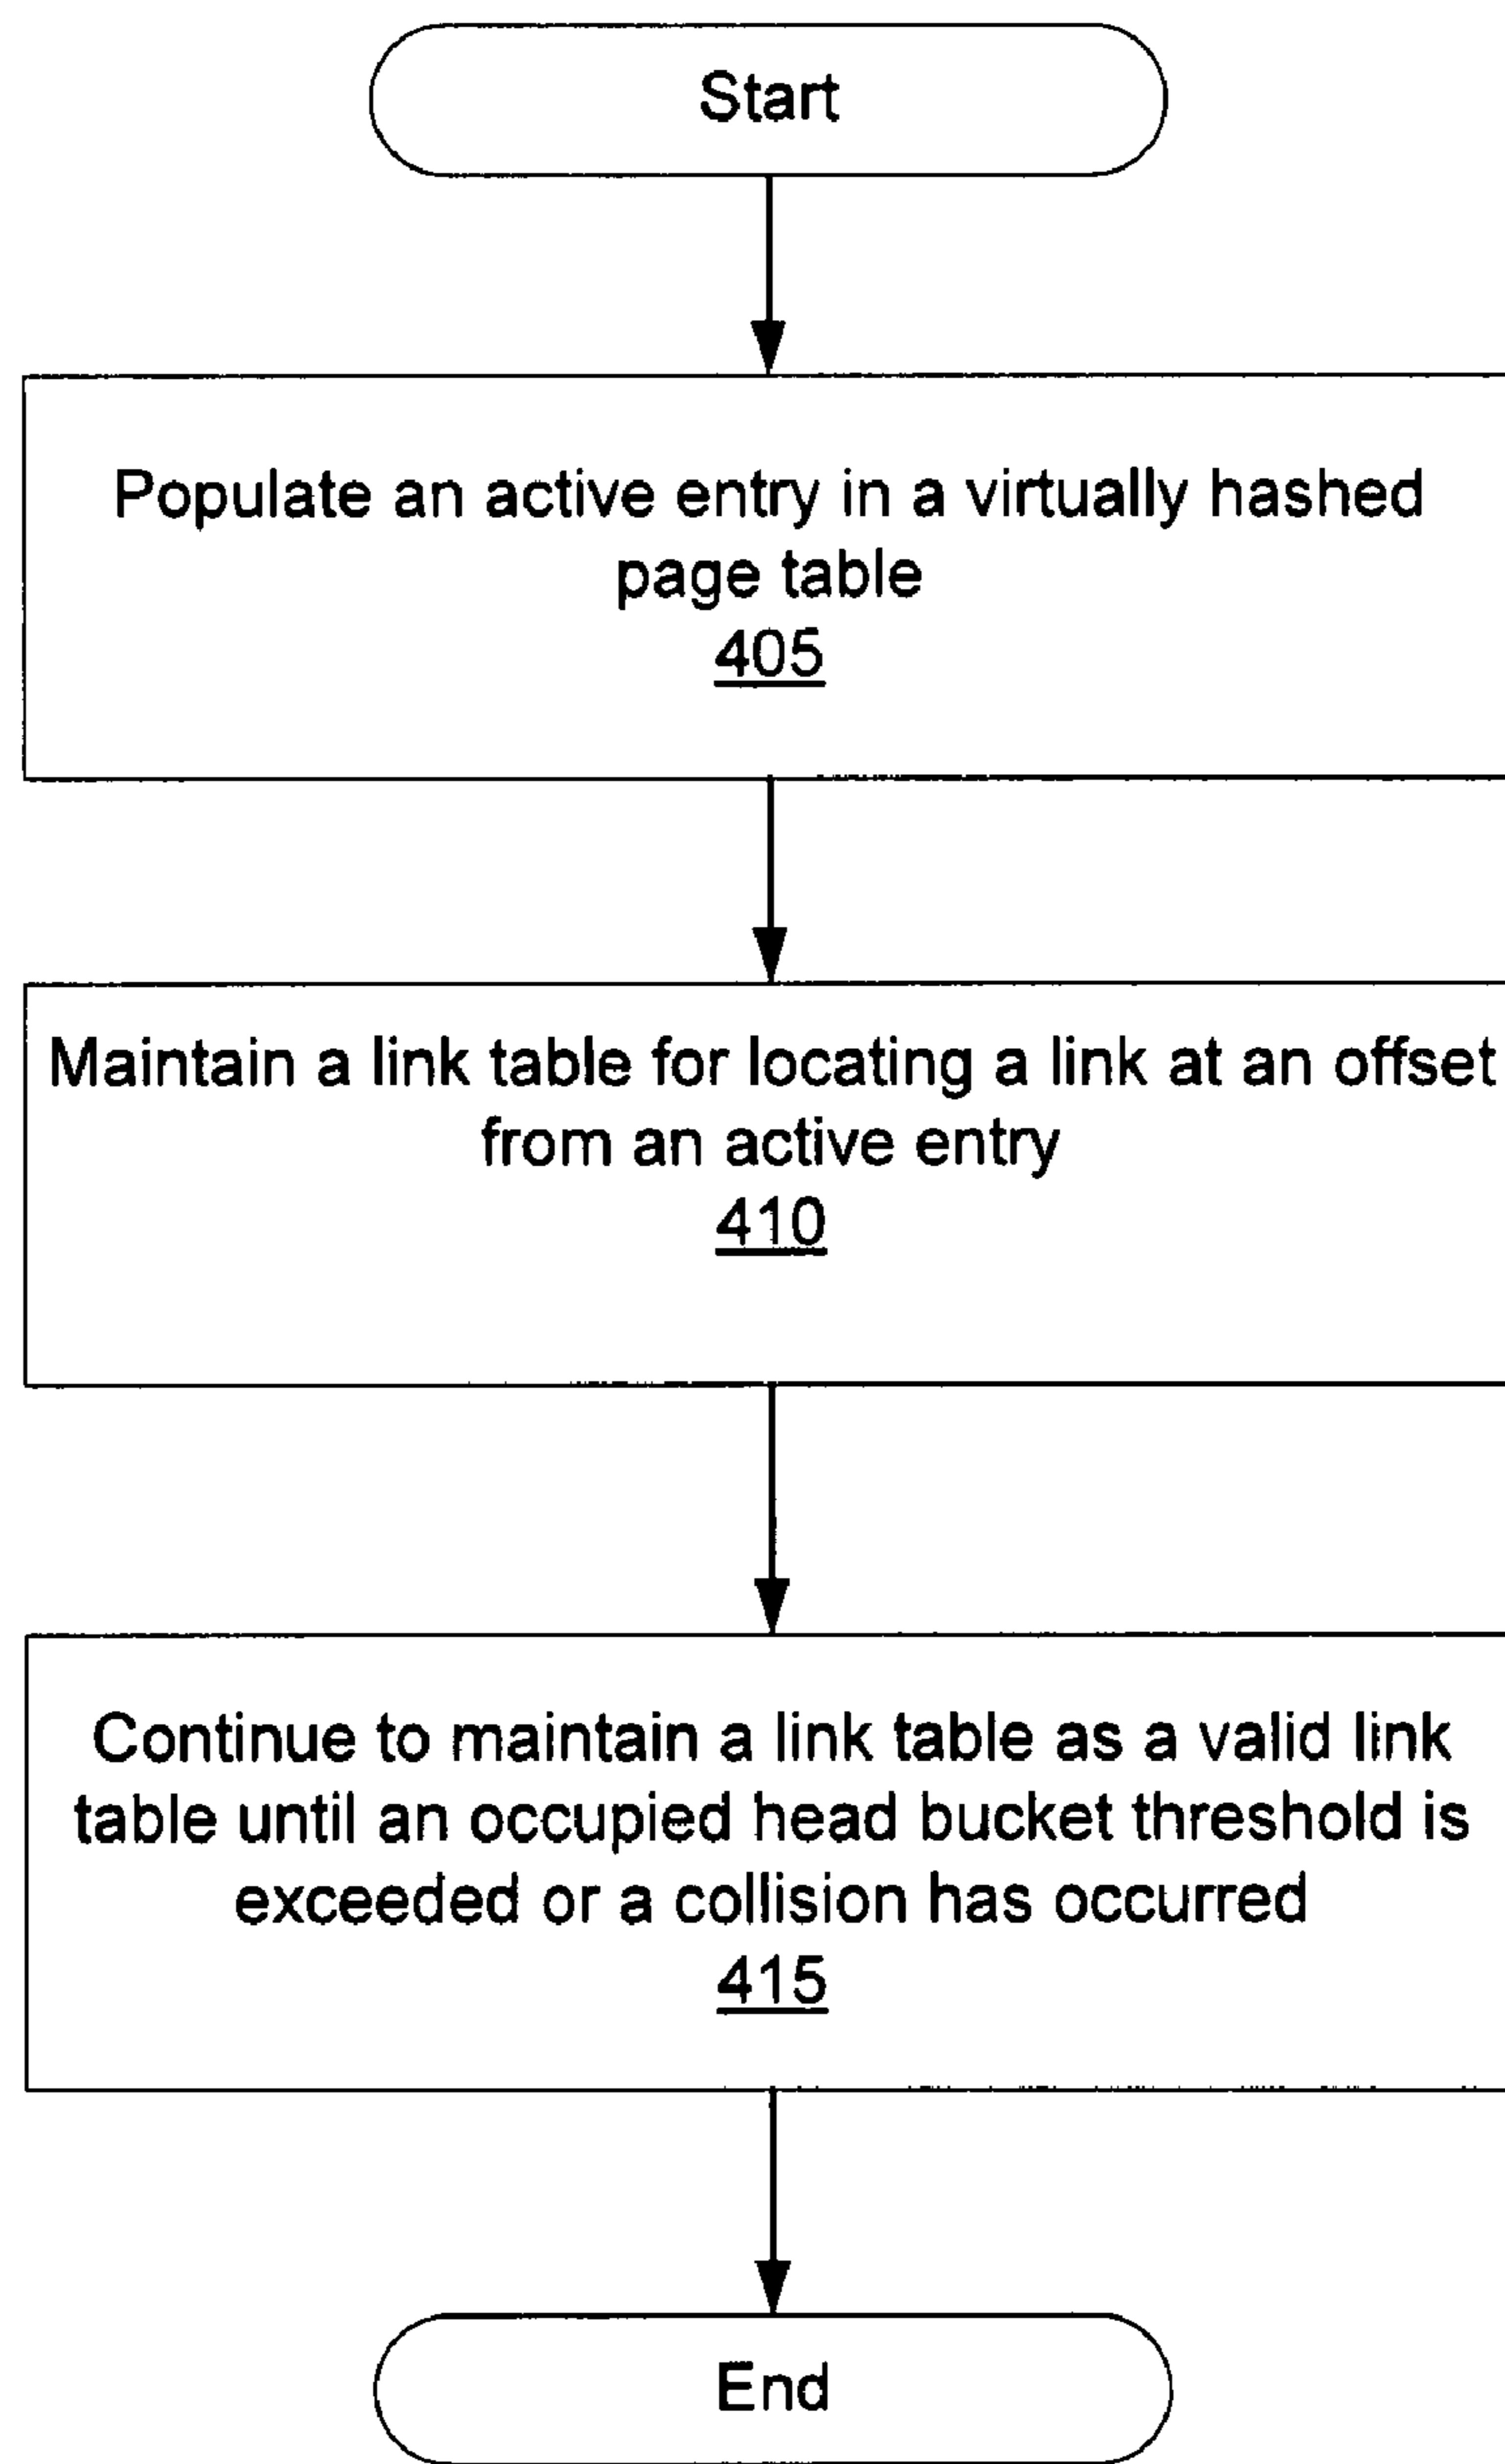 Start
Populate an active entry in a virtually hashed
page table
405
Maintain a link table for locating a link at an offset
from an active entry
410
Continue to maintain a link table as a valid link
table until an occupied head bucket threshold is
exceeded or a collision has occurred
415
End